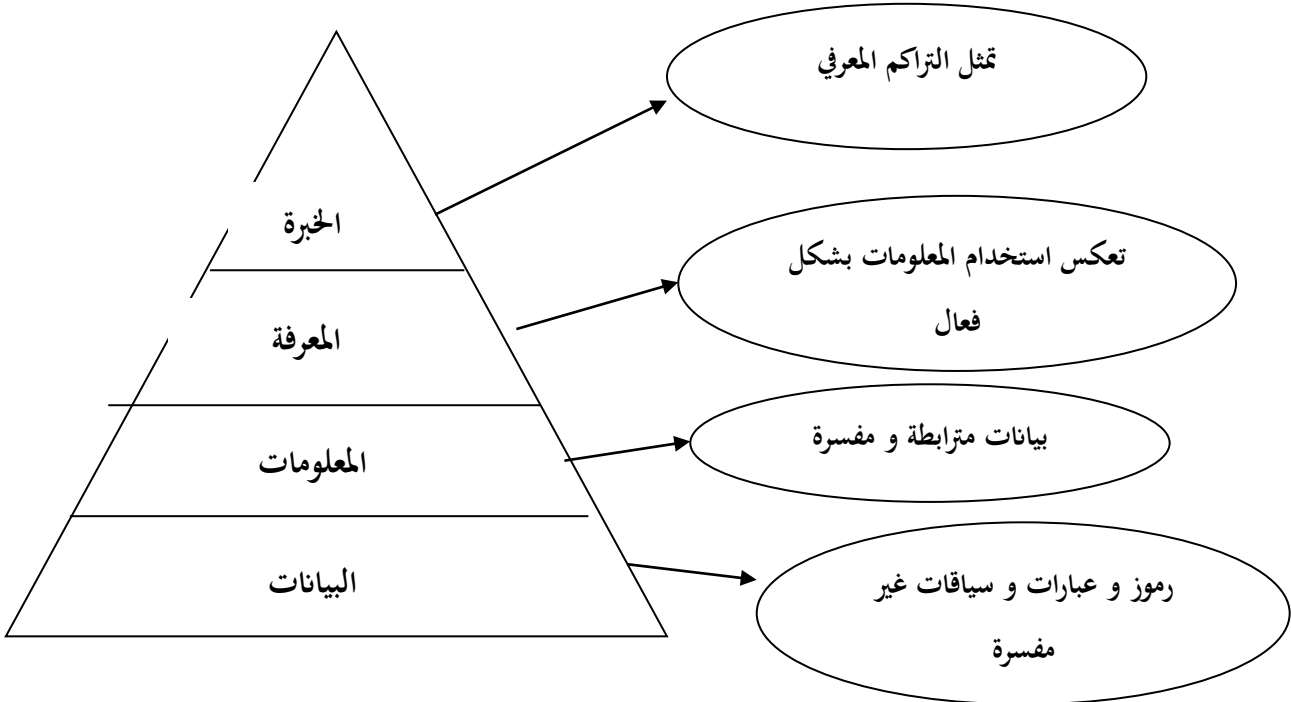 تمثل التراكم المعرفي
الخبرة
تعكس استخدام المعلومات بشكل
فعال
المعرفة
بيانات مترابطة و مفسرة
المعلومات
رموز و عبارات و سياقات غير
مفسرة
البيانات